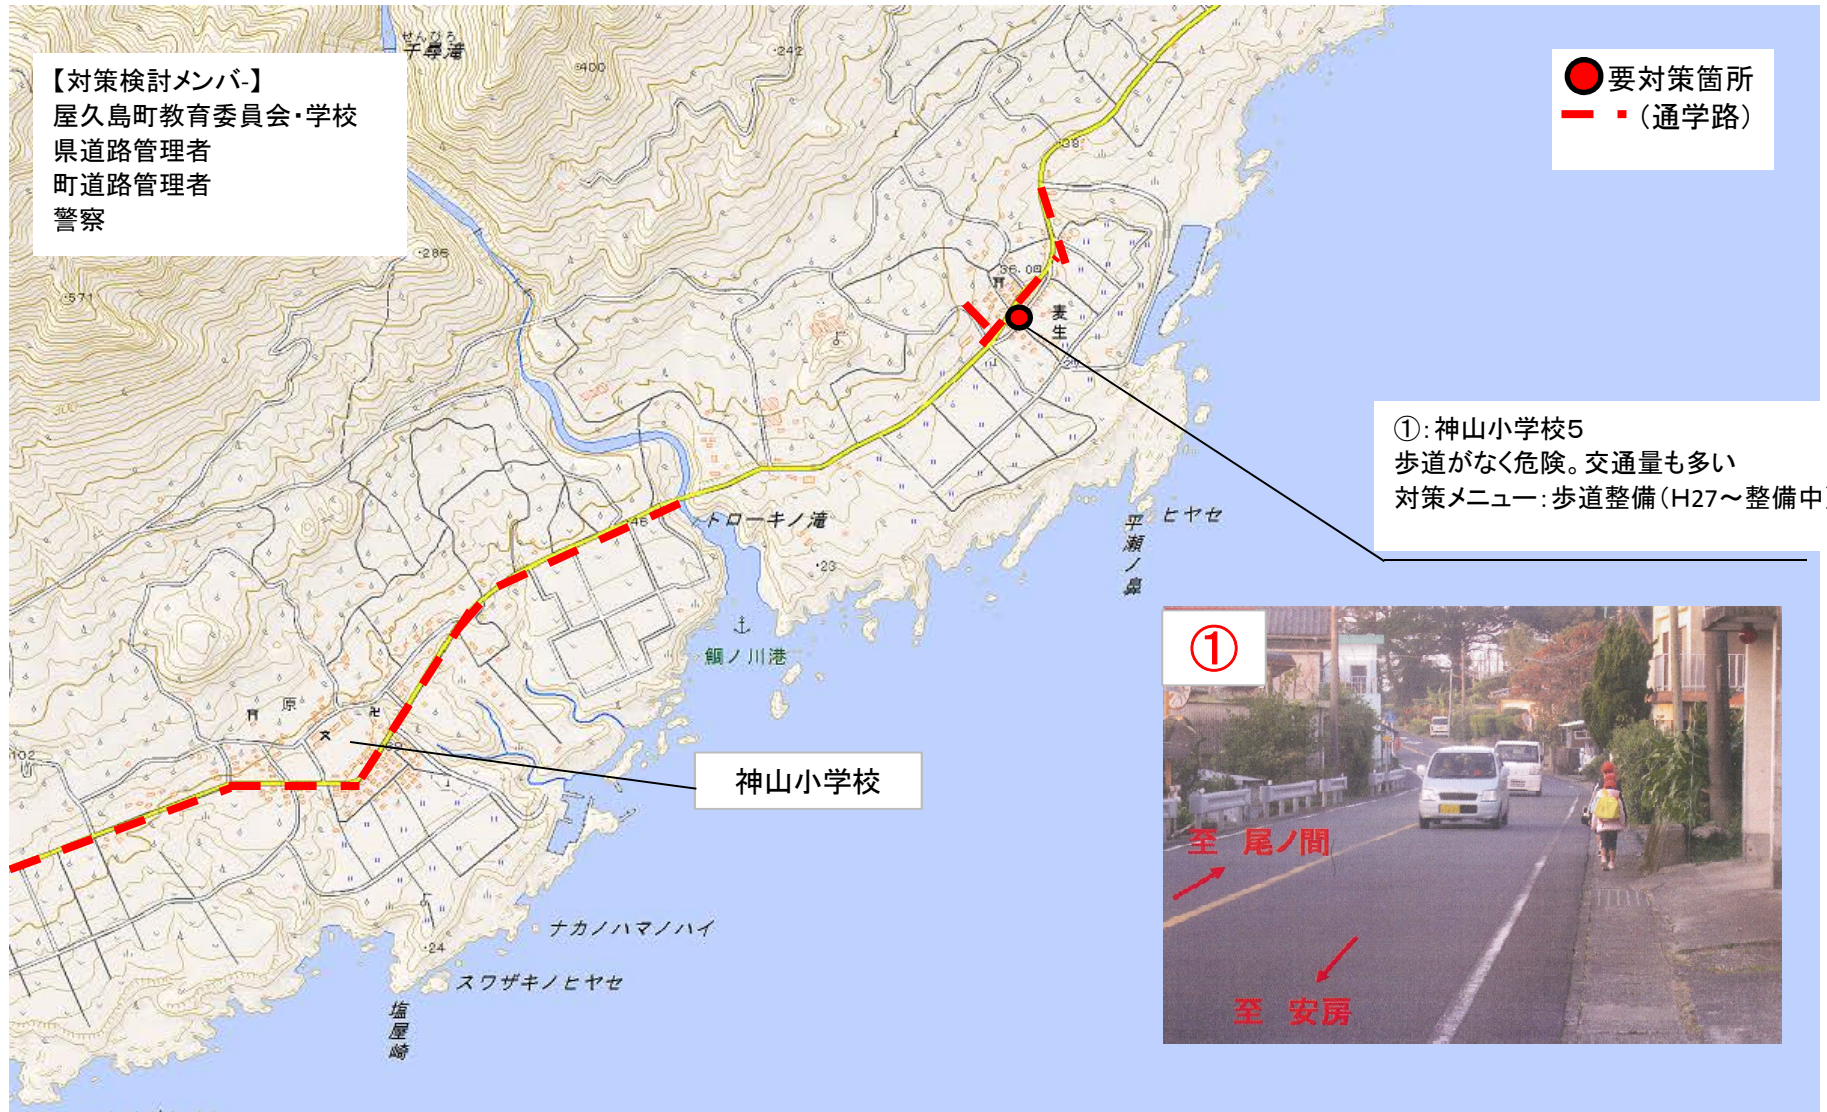 【対策検討メンバ-】
屋久島町教育委員会・学校
県道路管理者
町道路管理者
警察
せんぴろ
千尋滝
・242
・400
・285
・571
300
要対策箇所
(通学路)
・38
36.0
麦生
①:神山小学校5
歩道がなく危険。交通量も多い
対策メニュー:歩道整備(H27~整備中)
・46
トローキノ滝
ヒヤセ
平瀬ノ鼻
・23
鯛ノ川港
原
文
102
神山小学校
①
至 尾ノ間
至 安房
ナカノハマノハイ
・24
スワザキノヒヤセ
塩屋崎